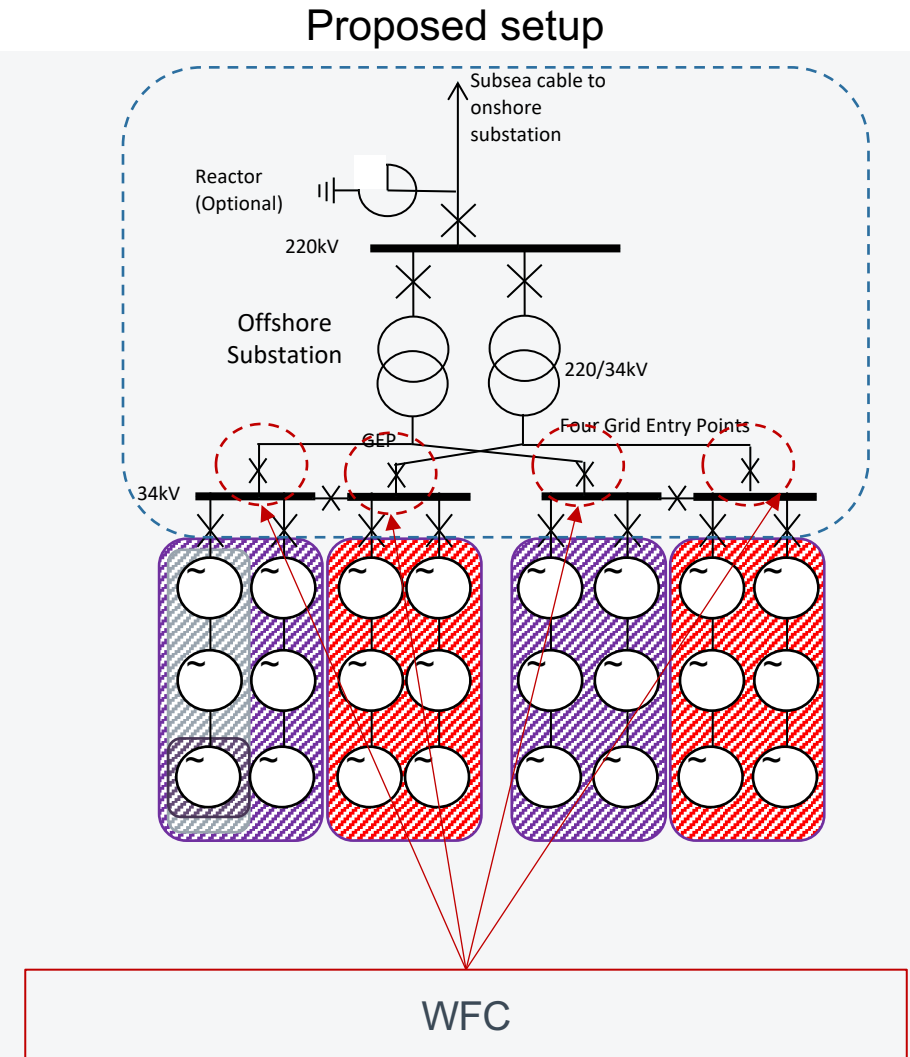 Proposed setup
Subsea cable to
onshore
substation
Reactor
(Optional)
220kV
Offshore
Substation
220/34kV
GEP
Four Grid Entry Points
34kV
~ ~ ~ ~ ~ ~ ~ ~
~ ~ ~ ~ ~ ~ ~ ~
~ ~ ~ ~ ~ ~ ~ ~
WFC